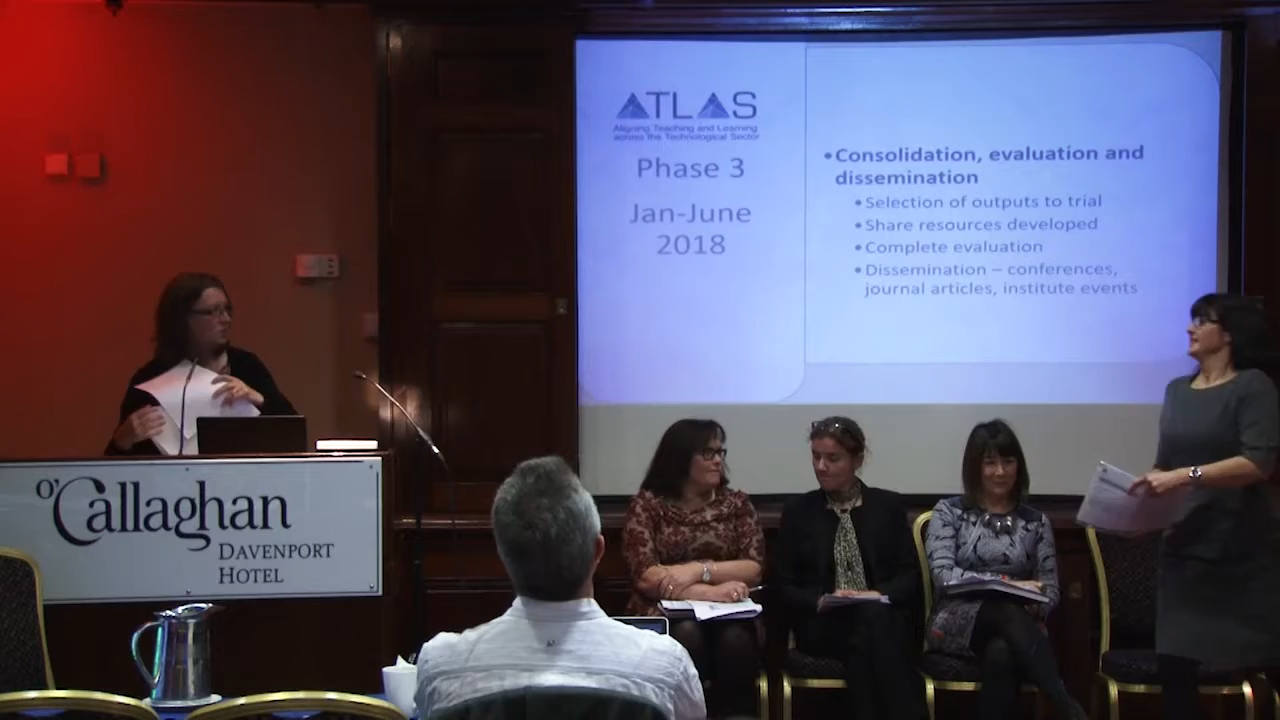 ATLAS
Aligning Teaching and Learning
across the Technological Sector
Phase 3
Jan-June
2018
•Consolidation, evaluation and
dissemination
•Selection of outputs to trial
•Share resources developed
•Complete evaluation
•Dissemination – conferences,
journal articles, institute events
O'Callaghan
DAVENPORT
HOTEL